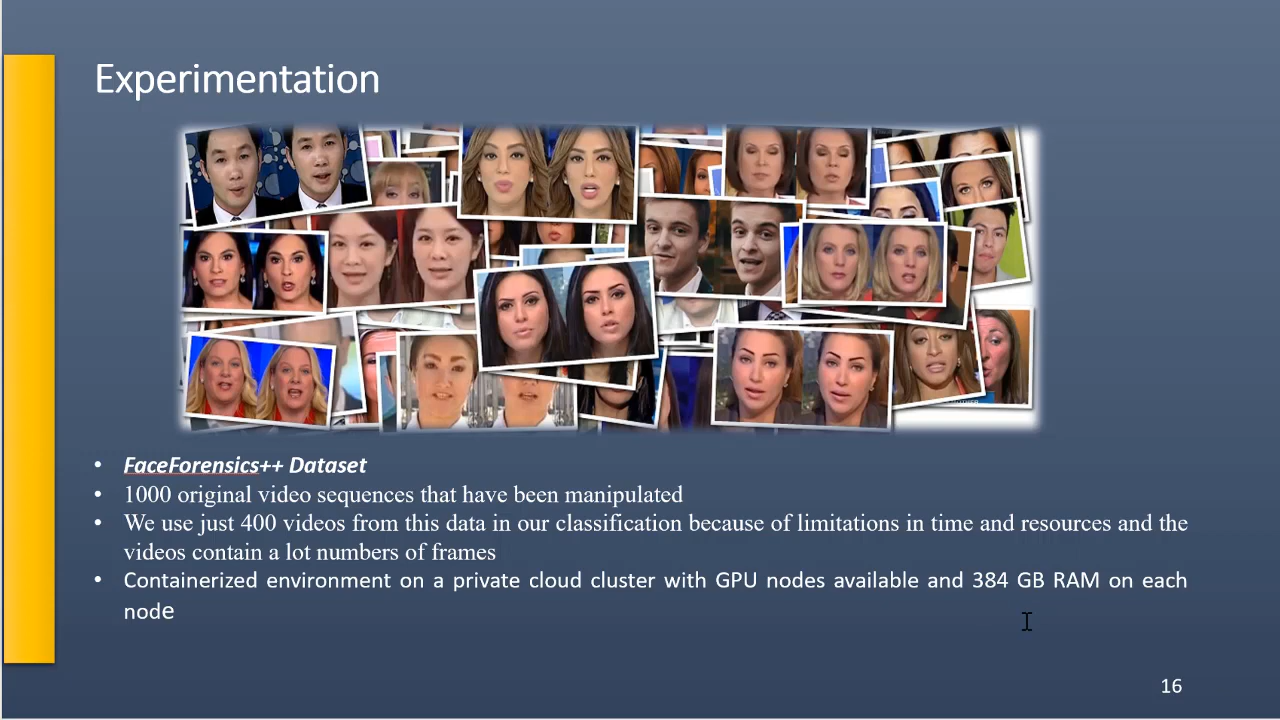 Experimentation
• FaceForensics++ Dataset
• 1000 original video sequences that have been manipulated
• We use just 400 videos from this data in our classification because of limitations in time and resources and the
videos contain a lot numbers of frames
• Containerized environment on a private cloud cluster with GPU nodes available and 384 GB RAM on each
node
16